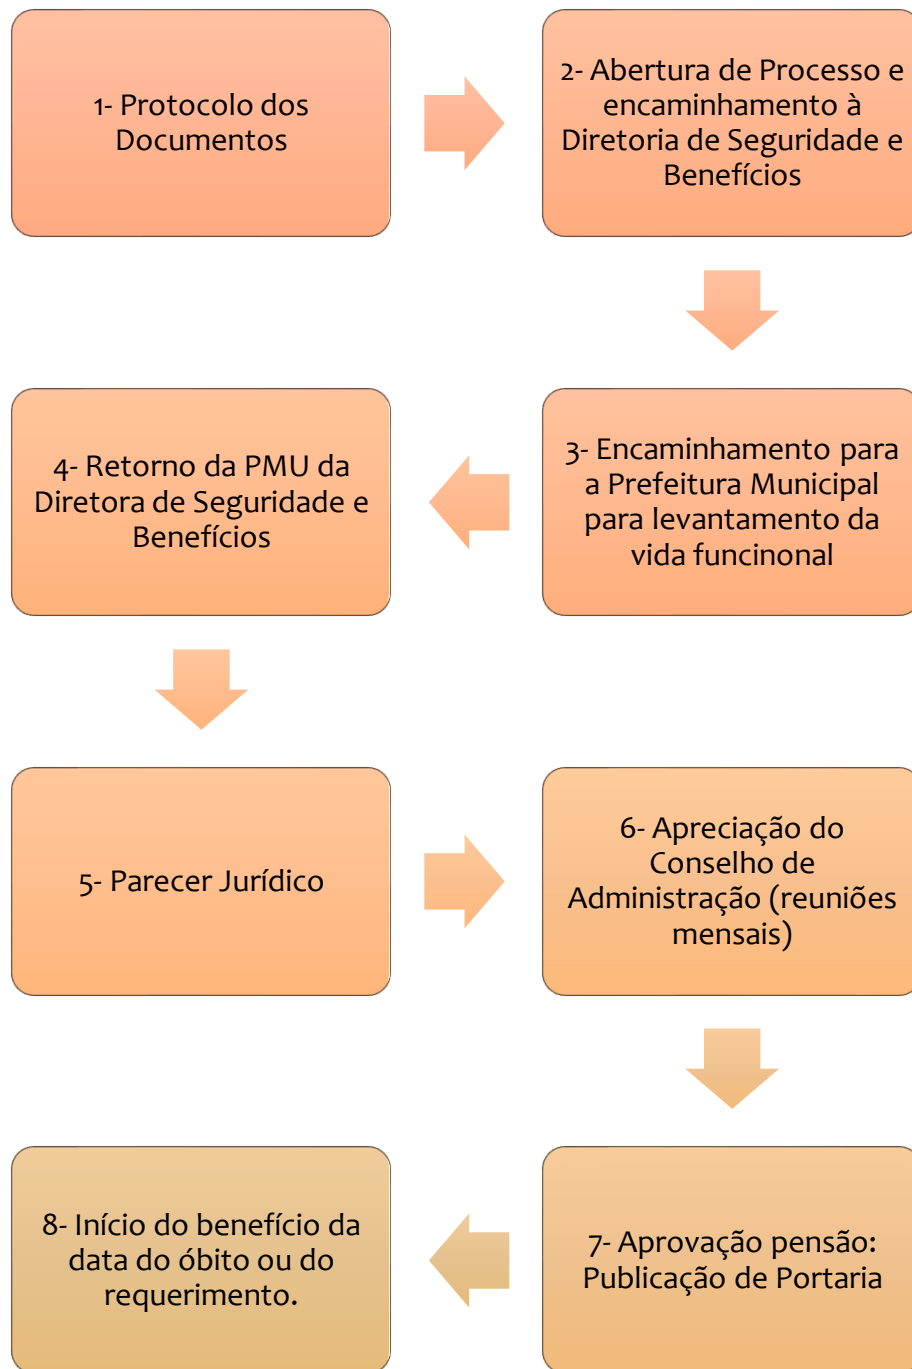 1- Protocolo dos
Documentos
2- Abertura de Processo e
encaminhamento à
Diretoria de Seguridade e
Benefícios
3- Encaminhamento para
a Prefeitura Municipal
para levantamento da
vida funcinonal
4- Retorno da PMU da
Diretora de Seguridade e
Benefícios
5- Parecer Jurídico
6- Apreciação do
Conselho de
Administração (reuniões
mensais)
7- Aprovação pensão:
Publicação de Portaria
8- Início do benefício da
data do óbito ou do
requerimento.